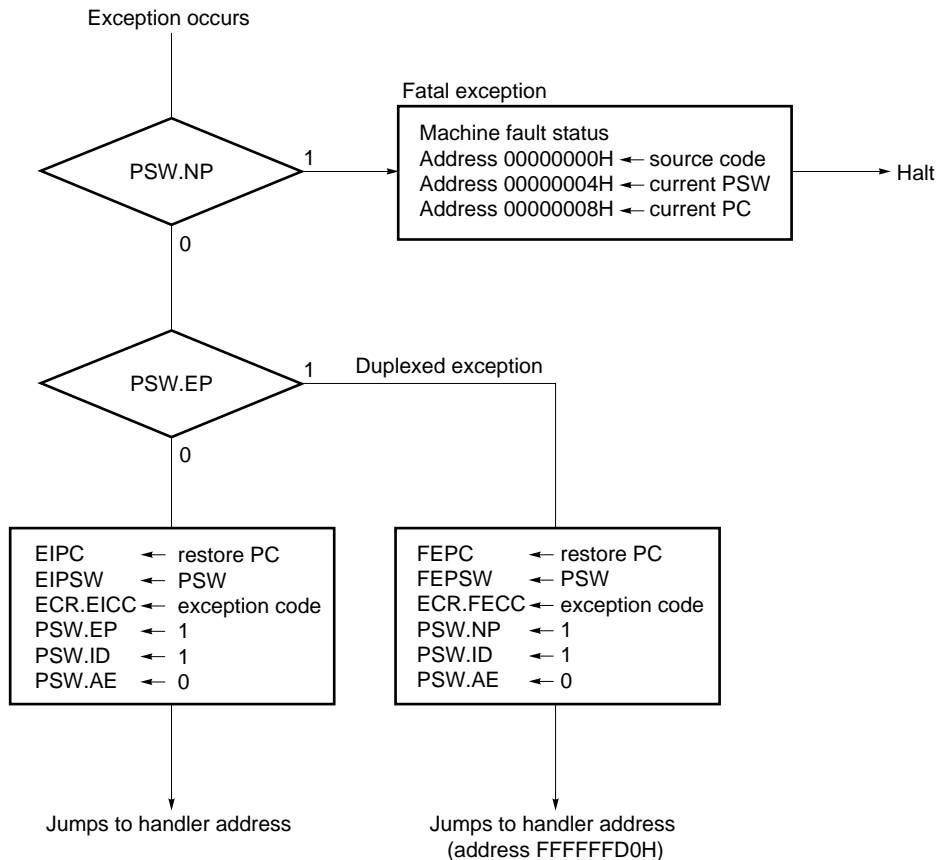 Exception occurs
Fatal exception
PSW.NP
1
Machine fault status
Address 00000000H ← source code
Address 00000004H ← current PSW
Address 00000008H ← current PC
Halt
0
PSW.EP
1
Duplexed exception
0
EIPC ← restore PC
EIPSW ← PSW
ECR.EICC ← exception code
PSW.EP ← 1
PSW.ID ← 1
PSW.AE ← 0
FEPC ← restore PC
FEPSW ← PSW
ECR.FECC ← exception code
PSW.NP ← 1
PSW.ID ← 1
PSW.AE ← 0
Jumps to handler address
Jumps to handler address
(address FFFFFFD0H)